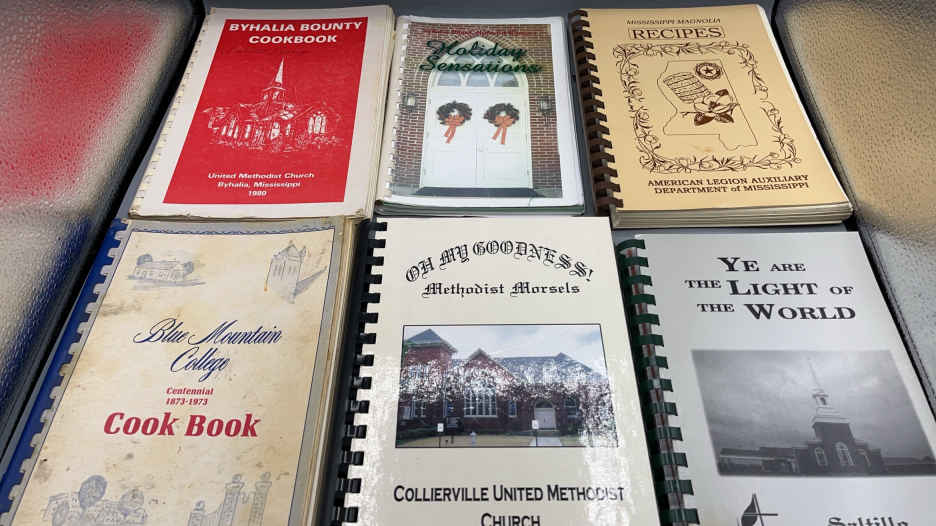 BYHALIA BOUNTY
COOKBOOK
United Methodist Church
Byhalia, Mississippi
1980
Holiday
Sensations
MISSISSIPPI MAGNOLIA
RECIPES
AMERICAN LEGION AUXILIARY
DEPARTMENT of MISSISSIPPI
Blue Mountain
College
Centennial
1873-1973
Cook Book
OH MY GOODNESS!
Methodist Morsels
COLLIERVILLE UNITED METHODIST
CHURCH
YE ARE
THE LIGHT OF
THE WORLD
Saltillo